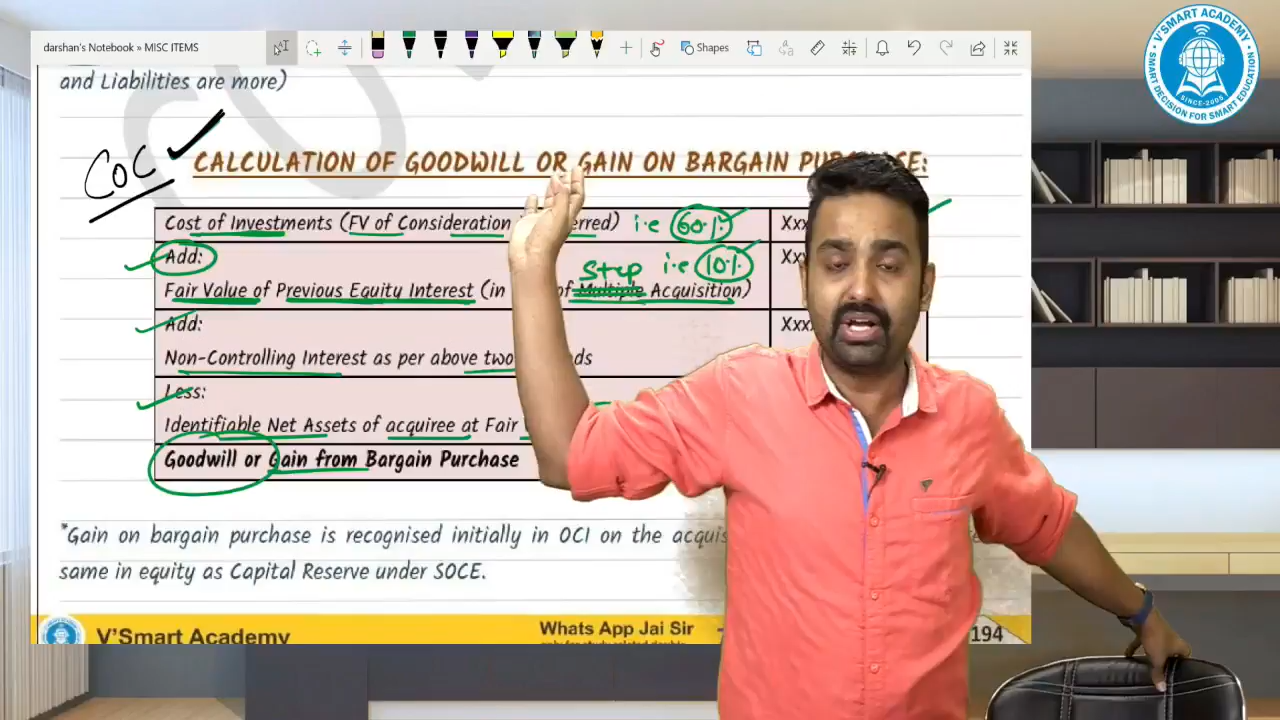 darshan's Notebook » MISC ITEMS
Shapes
V'SMART ACADEMY
SMART DECISION FOR SMART EDUCATION
SINCE-2005
and Liabilities are more)
COC
CALCULATION OF GOODWILL OR GAIN ON BARGAIN PURCHASE:
Cost of Investments (FV of Consideration i.e 60% Xxx
Add: Step i.e 10% Xx
Fair Value of Previous Equity Interest (in of Multiple Acquisition)
Add: Xxx
Non-Controlling Interest as per above two
Less:
Identifiable Net Assets of acquiree at Fair
Goodwill or Gain from Bargain Purchase
*Gain on bargain purchase is recognised initially in OCI on the
same in equity as Capital Reserve under SOCE.
V'Smart Academy
Whats App Jai Sir
194